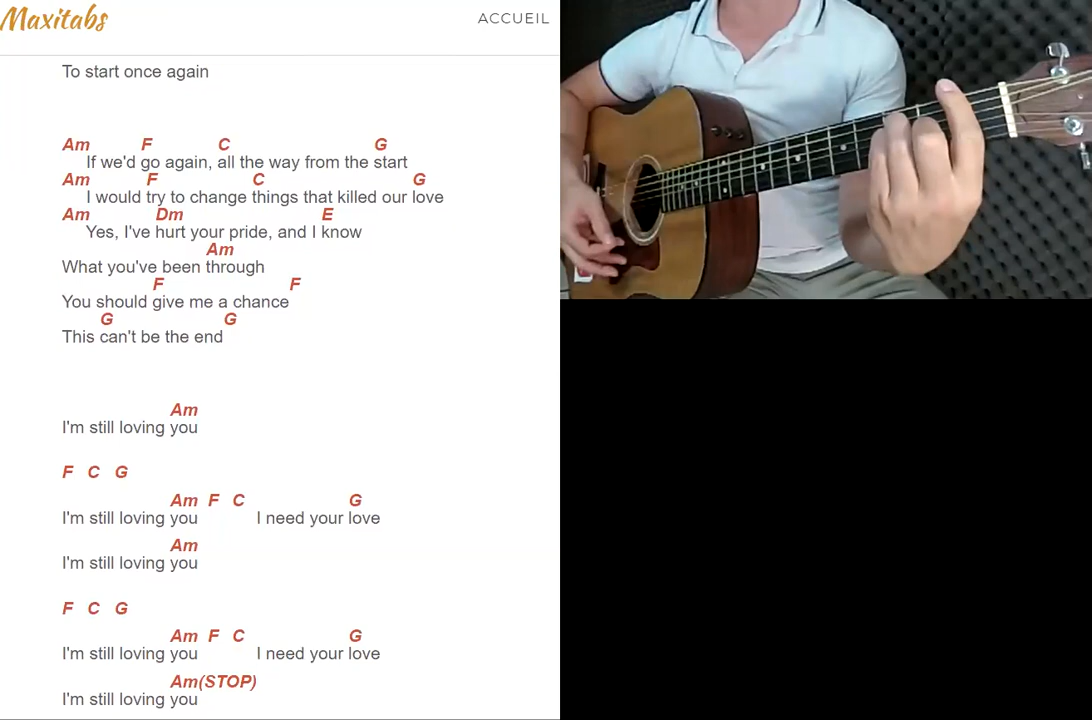 Maxitabs
ACCUEIL
To start once again
Am F C G
If we'd go again, all the way from the start
Am F C G
I would try to change things that killed our love
Am Dm E
Yes, I've hurt your pride, and I know
Am
What you've been through
F F
You should give me a chance
G G
This can't be the end
Am
I'm still loving you
F C G
Am F C G
I'm still loving you I need your love
Am
I'm still loving you
F C G
Am F C G
I'm still loving you I need your love
Am(STOP)
I'm still loving you